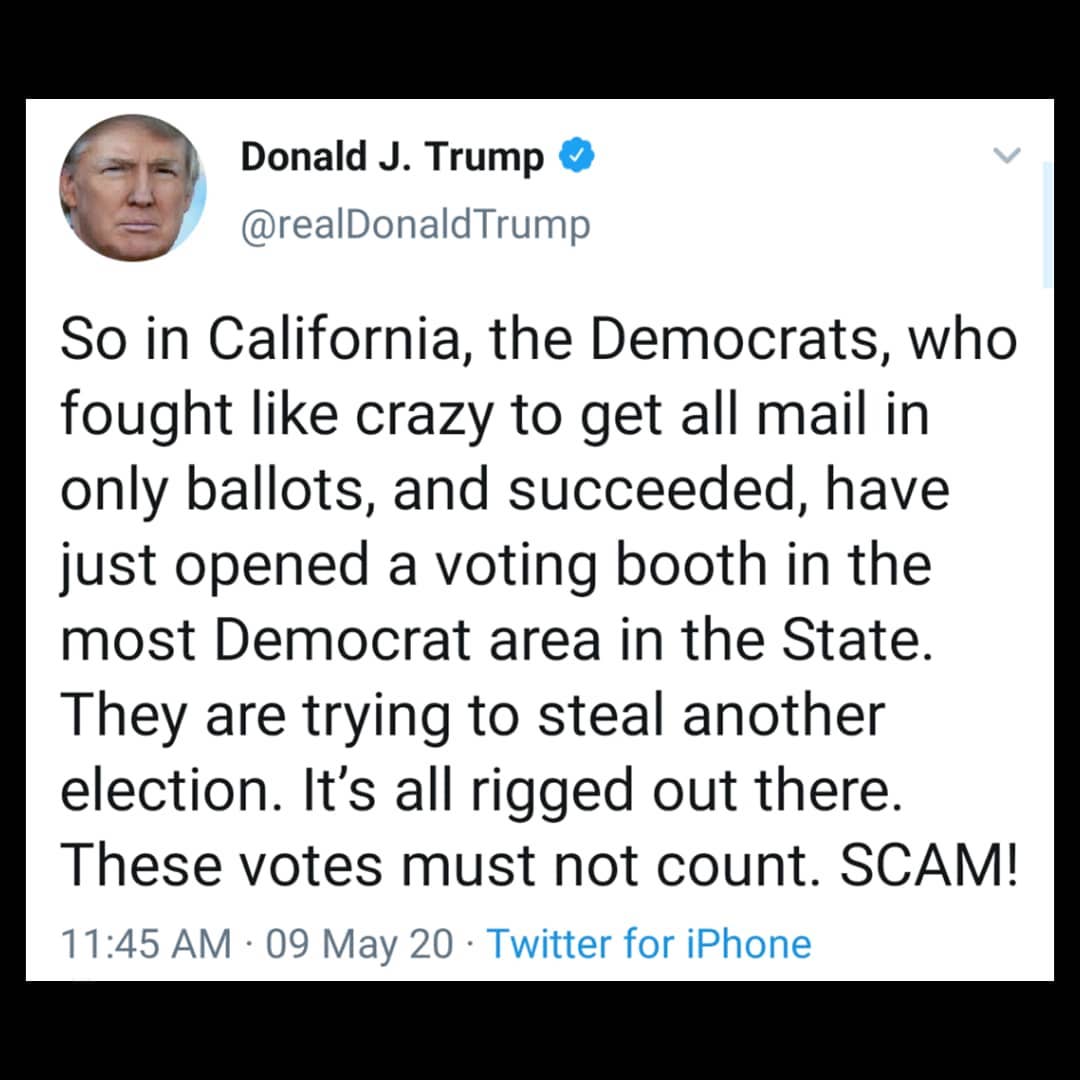 Donald J. Trump
@realDonaldTrump
So in California, the Democrats, who
fought like crazy to get all mail in
only ballots, and succeeded, have
just opened a voting booth in the
most Democrat area in the State.
They are trying to steal another
election. It’s all rigged out there.
These votes must not count. SCAM!
11:45 AM · 09 May 20 · Twitter for iPhone